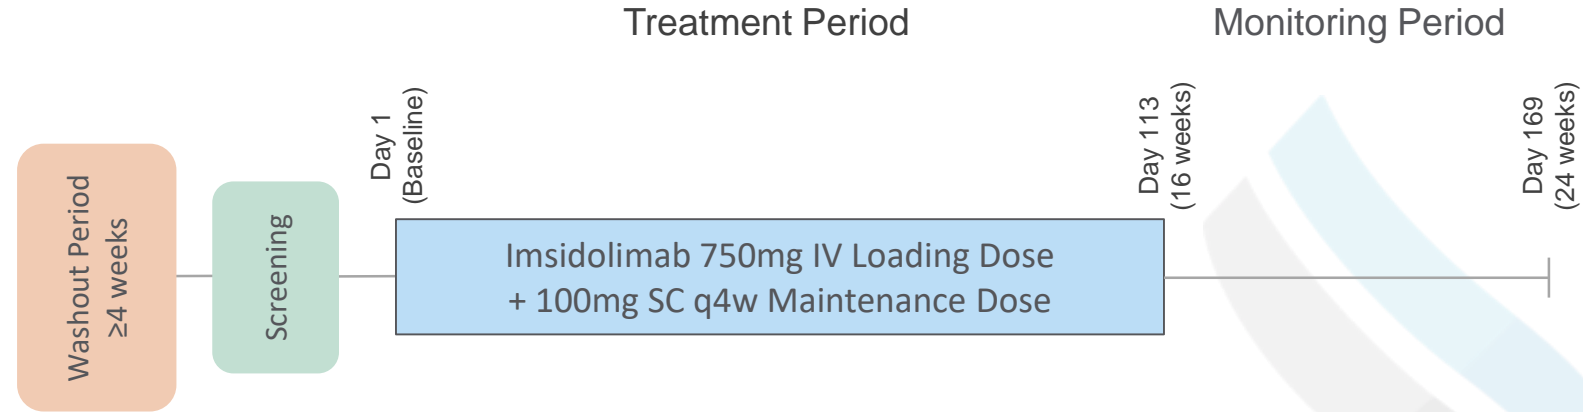 Treatment Period
Monitoring Period
Washout Period
≥4 weeks
Screening
Day 1
(Baseline)
Imsidolimab 750mg IV Loading Dose
+ 100mg SC q4w Maintenance Dose
Day 113
(16 weeks)
Day 169
(24 weeks)